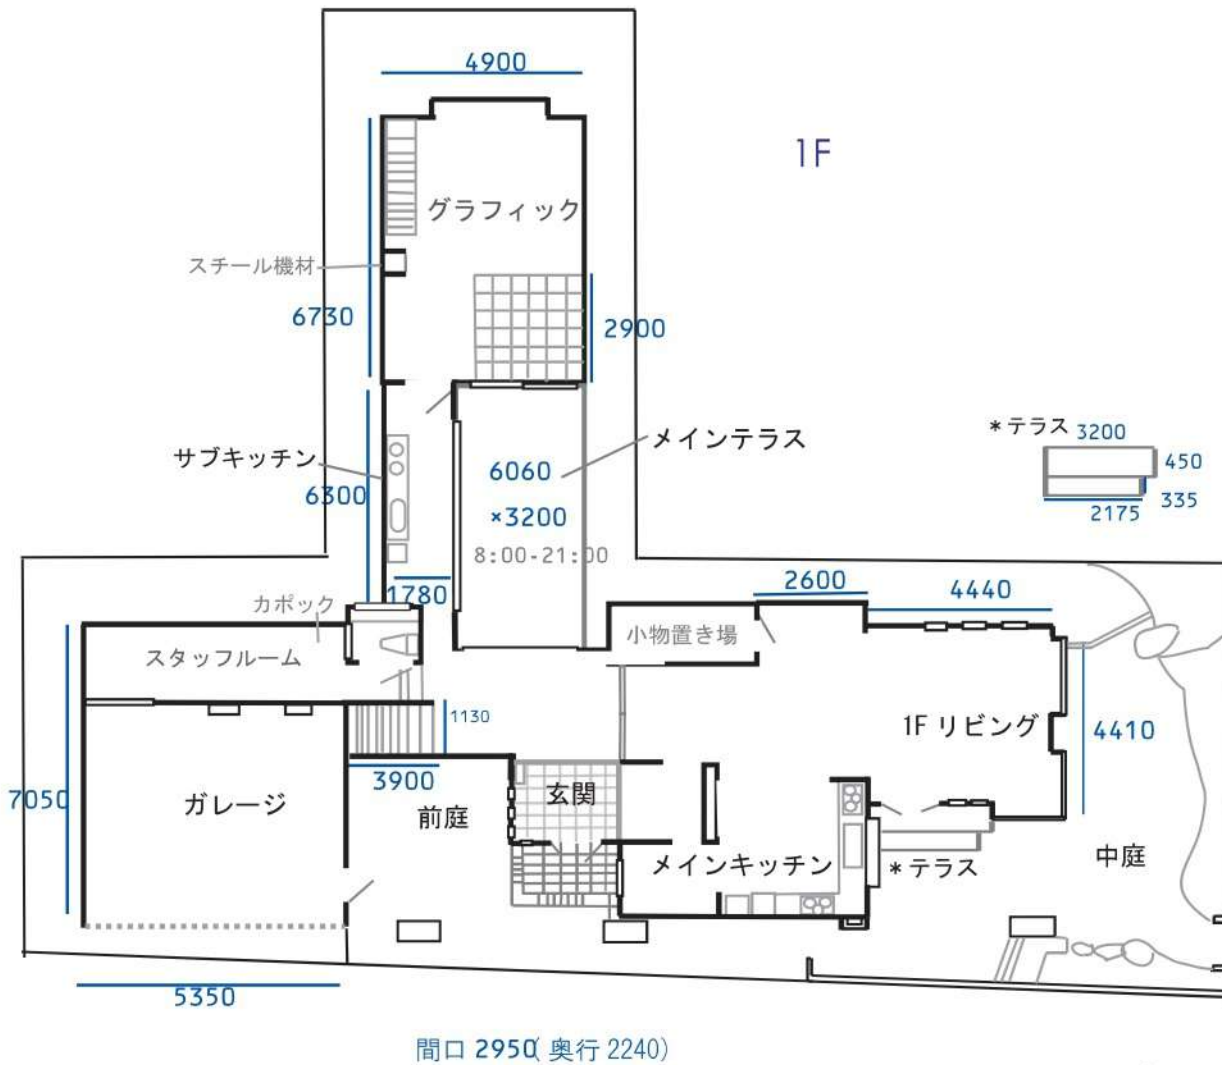 4900
1F
グラフィック
スチール機材
6730
2900
*テラス 3200
450
335
2175
メインテラス
サブキッチン
6300
6060
×3200
8:00-21:00
1780
2600
4440
カポック
小物置き場
スタッフルーム
1130
1F リビング
4410
3900
7050
ガレージ
前庭
玄関
メインキッチン
*テラス
中庭
5350
間口 2950( 奥行 2240)